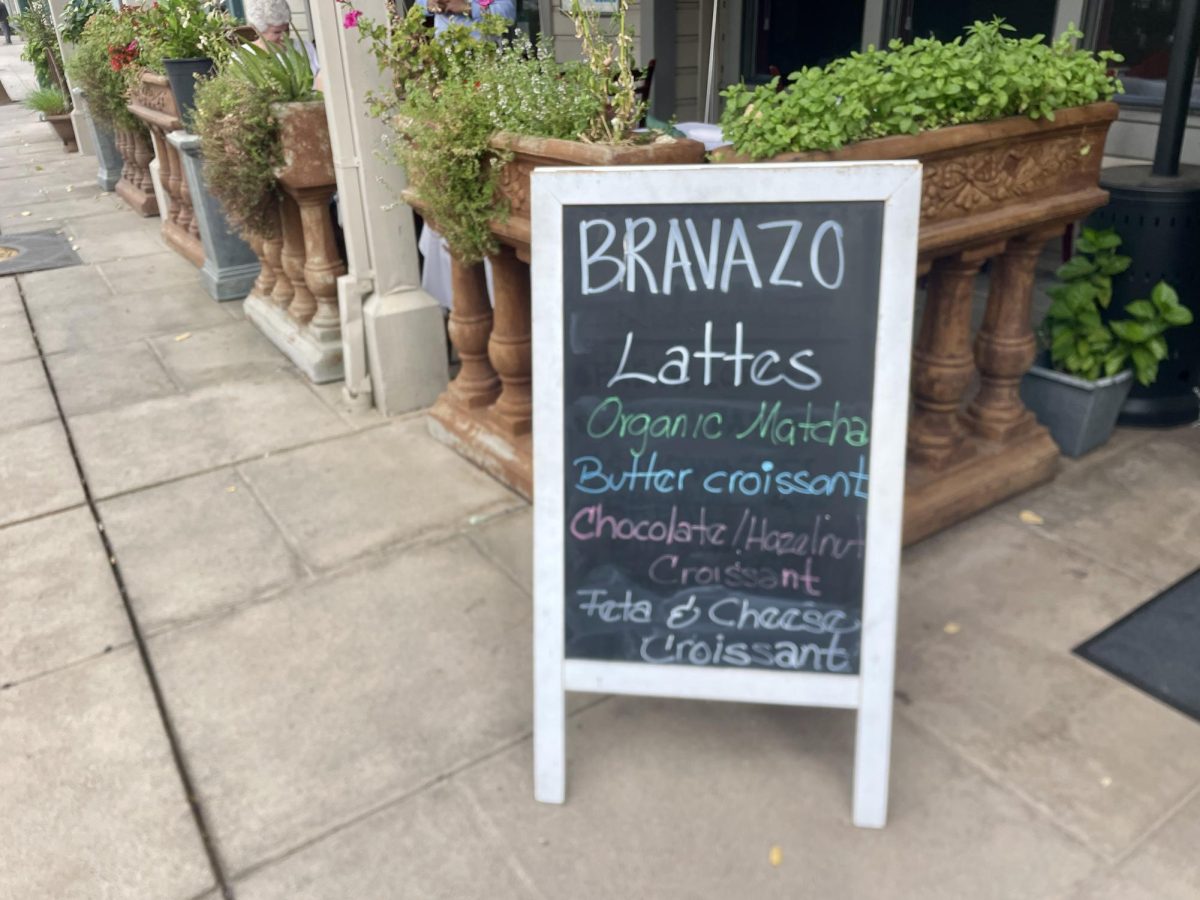 BRAVAZO
Lattes
Organic Matcha
Butter croissant
Chocolate/Hazelnut
Croissant
Feta & Cheese
Croissant